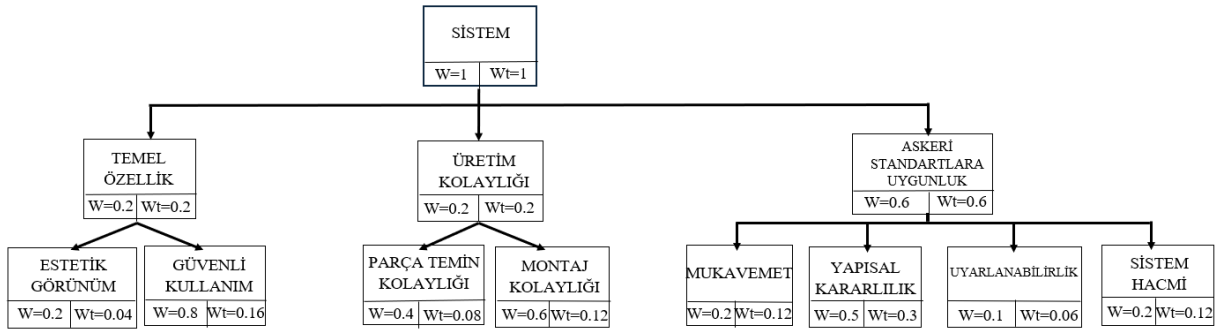 SİSTEM
W=1 Wt=1
TEMEL
ÖZELLİK
W=0.2 Wt=0.2
ÜRETİM
KOLAYLIĞI
W=0.2 Wt=0.2
ASKERİ
STANDARTLARA
UYGUNLUK
W=0.6 Wt=0.6
ESTETİK
GÖRÜNÜM
W=0.2 Wt=0.04
GÜVENLİ
KULLANIM
W=0.8 Wt=0.16
PARÇA TEMİN
KOLAYLIĞI
W=0.4 Wt=0.08
MONTAJ
KOLAYLIĞI
W=0.6 Wt=0.12
MUKAVEMET
W=0.2 Wt=0.12
YAPISAL
KARARLILIK
W=0.5 Wt=0.3
UYARLANABİLİRLİK
W=0.1 Wt=0.06
SİSTEM
HACMİ
W=0.2 Wt=0.12